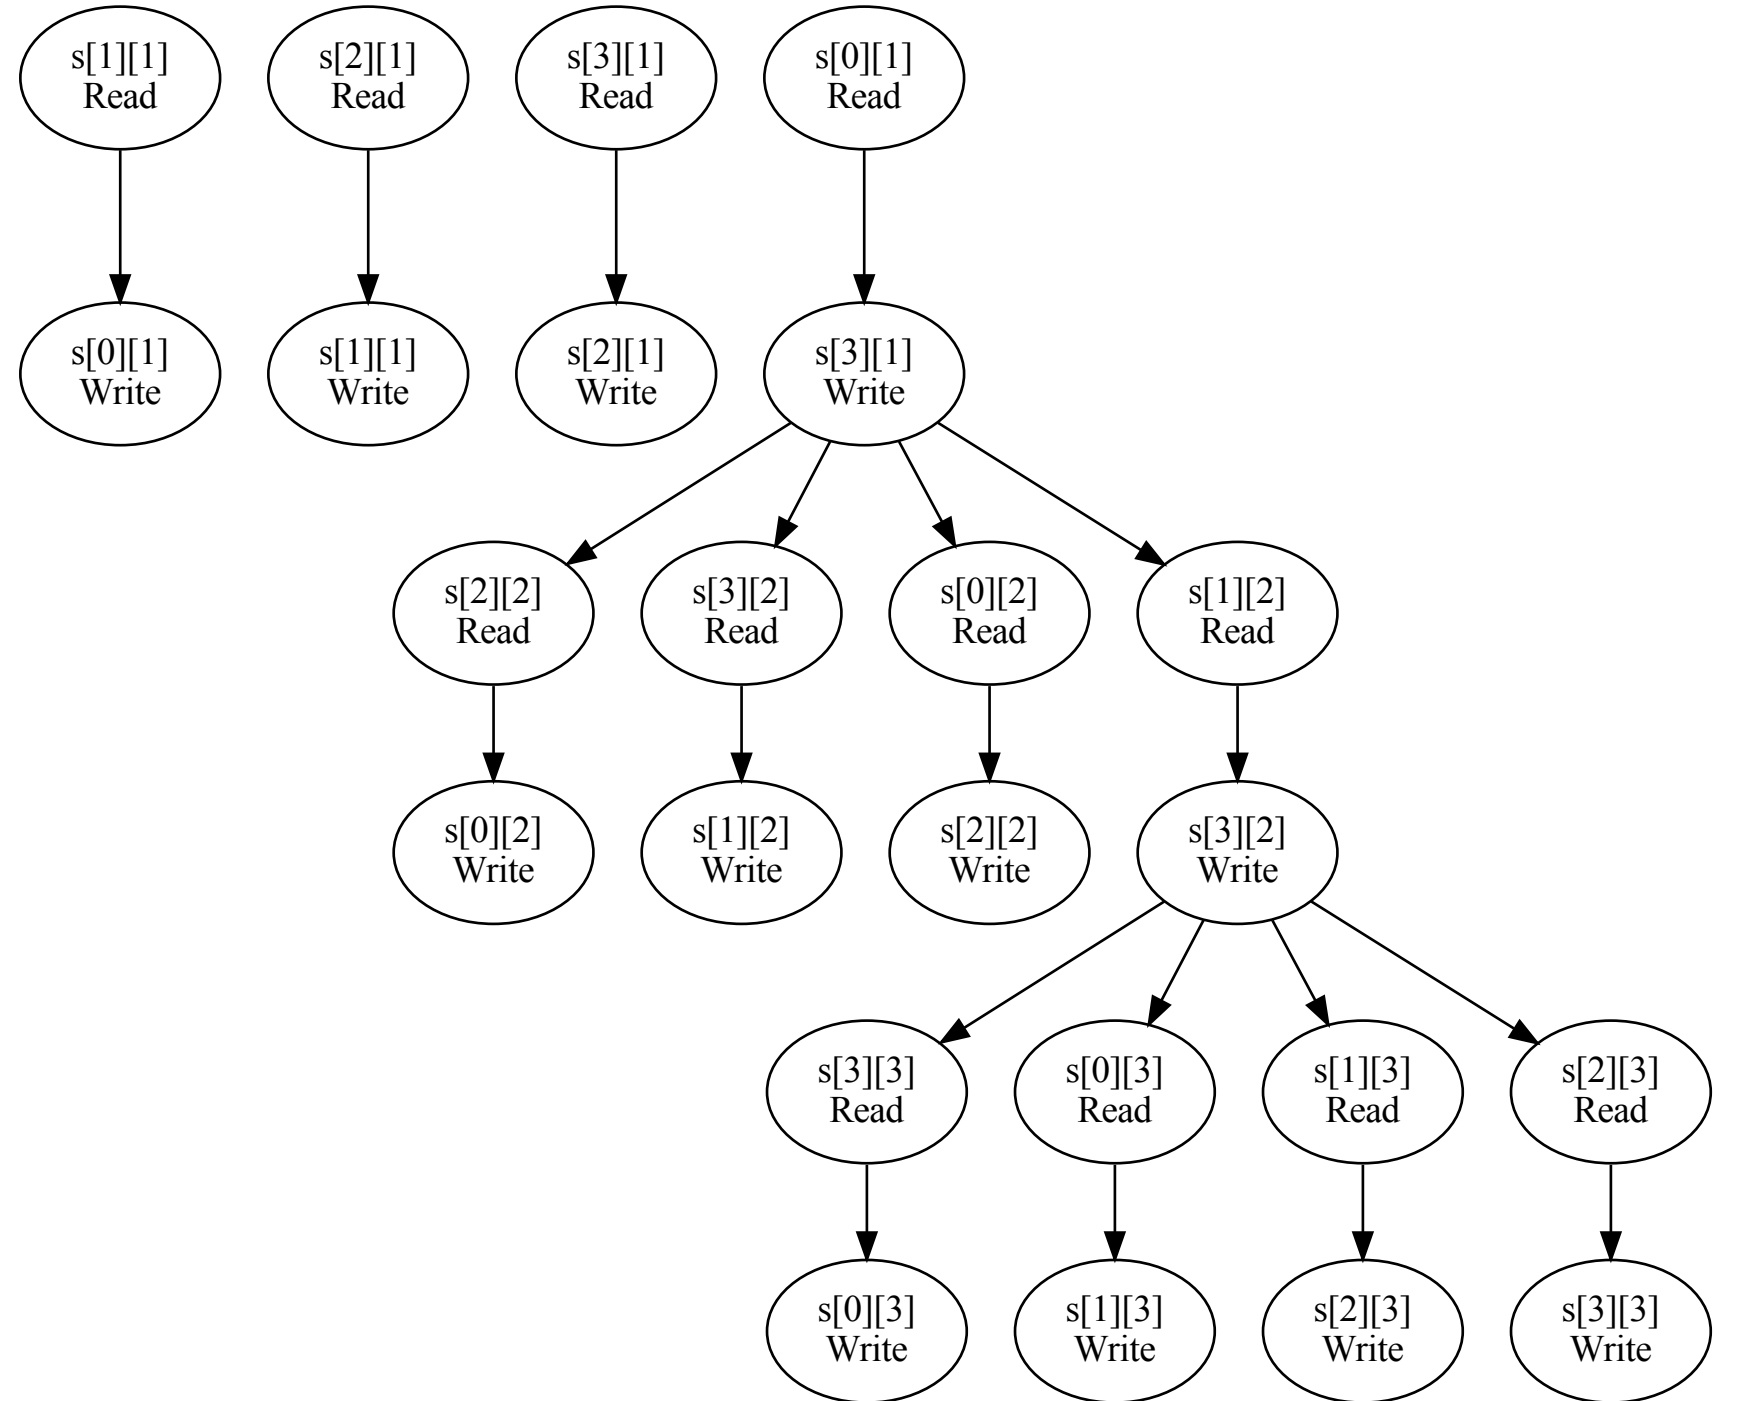 s[1][1]
Read
s[2][1]
Read
s[3][1]
Read
s[0][1]
Read
s[0][1]
Write
s[1][1]
Write
s[2][1]
Write
s[3][1]
Write
s[2][2]
Read
s[3][2]
Read
s[0][2]
Read
s[1][2]
Read
s[0][2]
Write
s[1][2]
Write
s[2][2]
Write
s[3][2]
Write
s[3][3]
Read
s[0][3]
Read
s[1][3]
Read
s[2][3]
Read
s[0][3]
Write
s[1][3]
Write
s[2][3]
Write
s[3][3]
Write